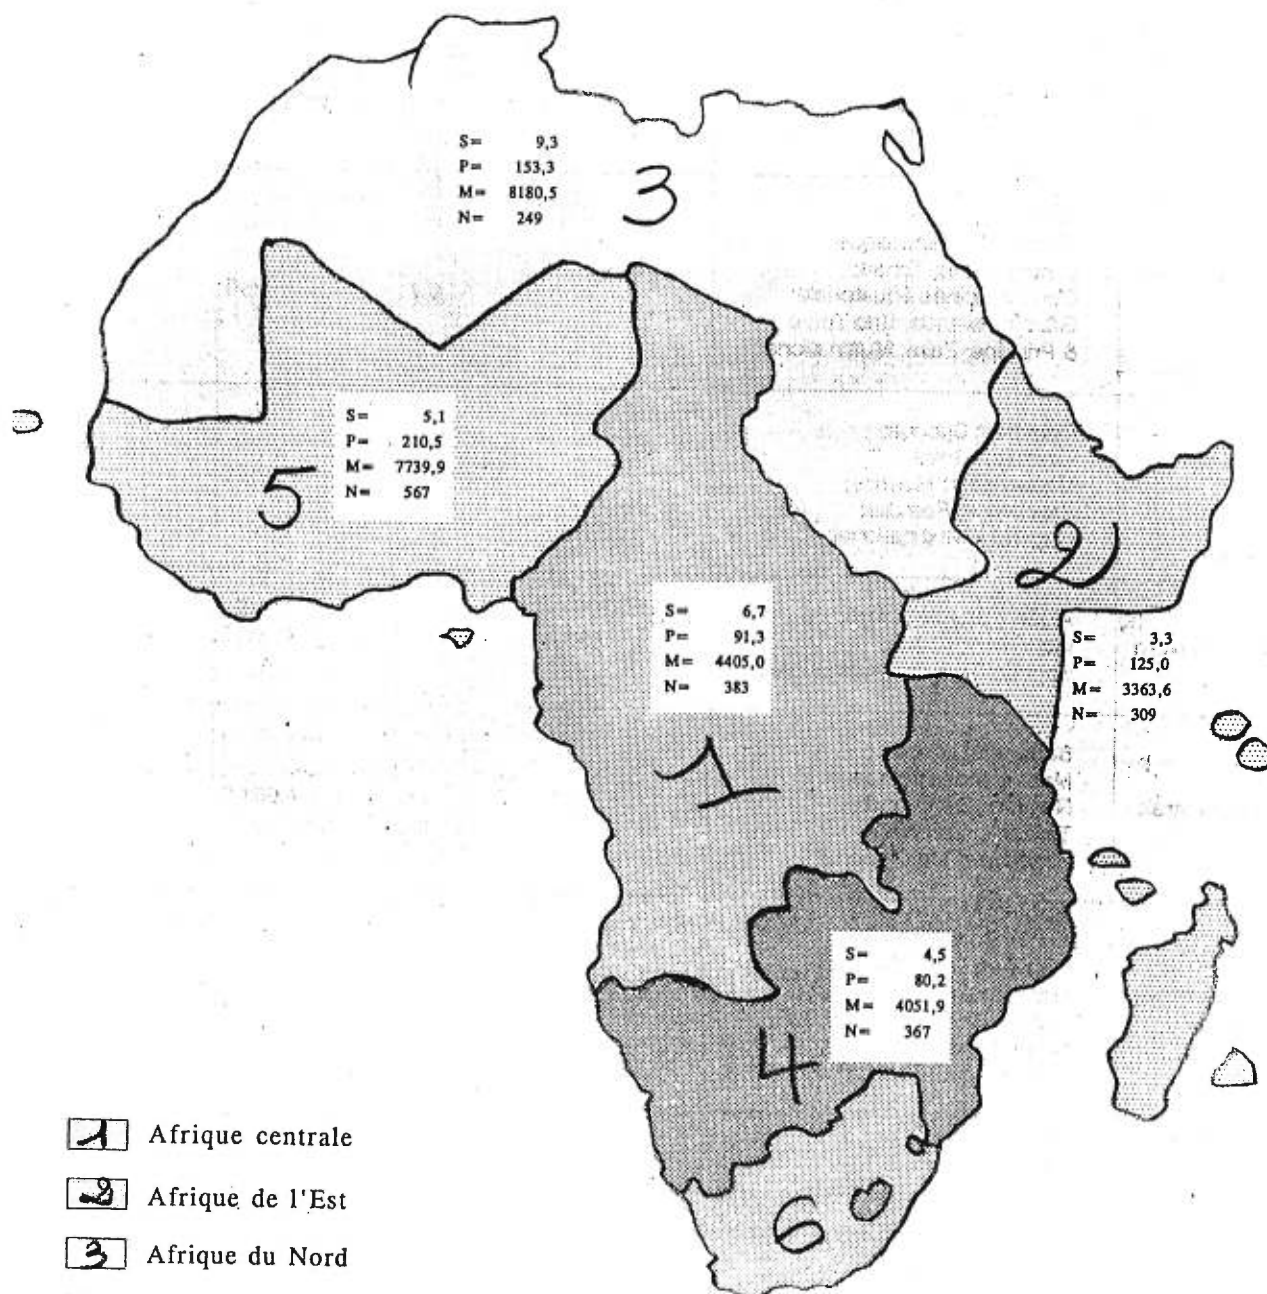 S= 9,3
P= 153,3
M= 8180,5
N= 249
3
S= 5,1
P= 210,5
M= 7739,9
N= 567
5
2
S= 6,7
P= 91,3
M= 4405,0
N= 383
S= 3,3
P= 125,0
M= 3363,6
N= 309
1
S= 4,5
P= 80,2
M= 4051,9
N= 367
4
6
1 Afrique centrale
2 Afrique de l'Est
3 Afrique du Nord